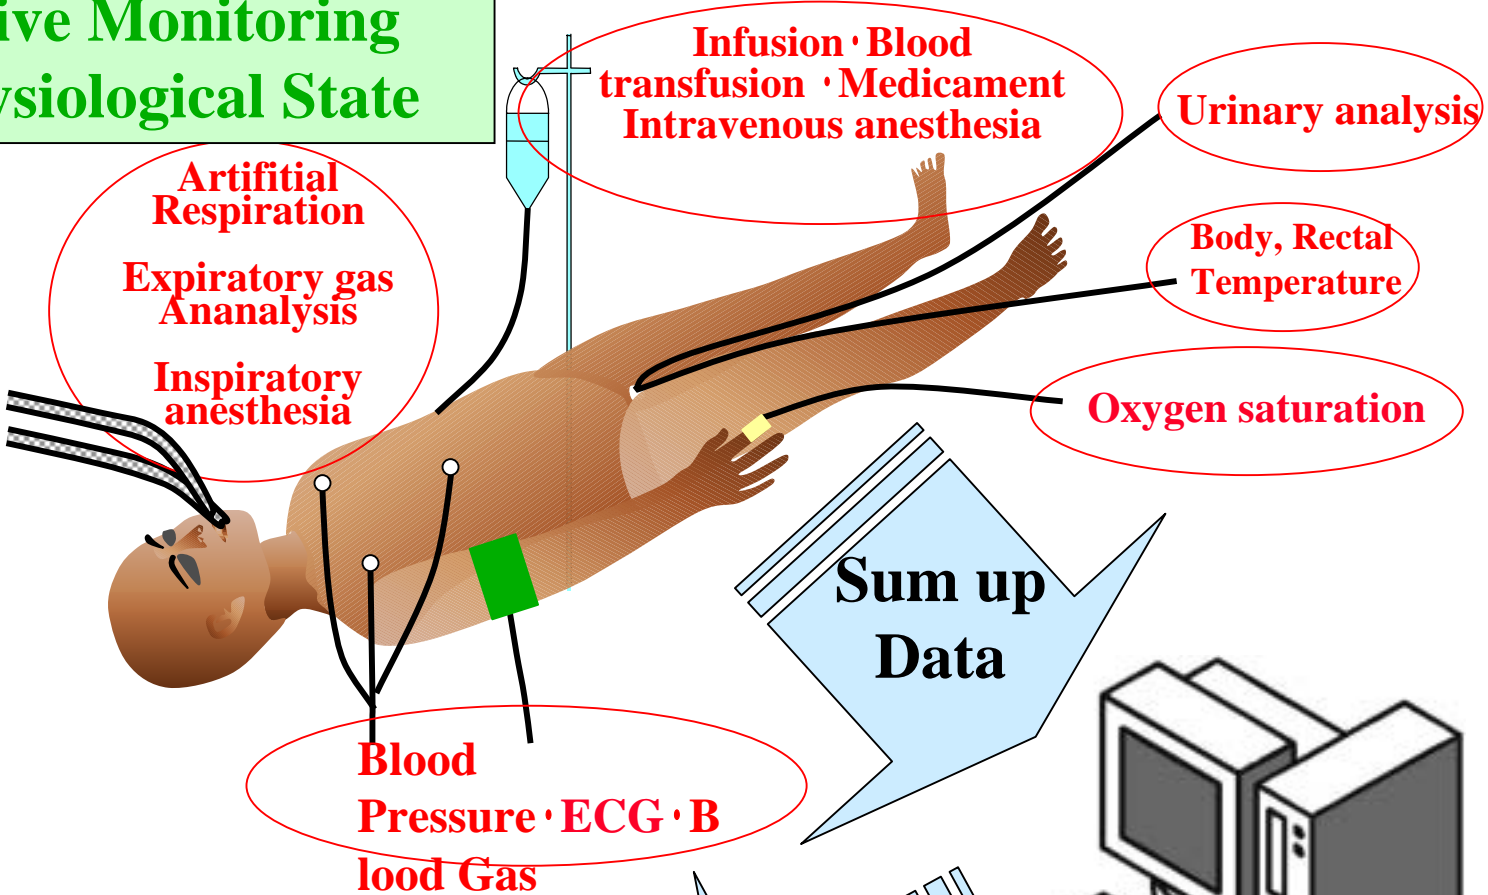 ive Monitoring
ysiological State
Infusion・Blood
transfusion ・Medicament
Intravenous anesthesia
Urinary analysis
Artifitial
Respiration
Expiratory gas
Ananalysis
Inspiratory
anesthesia
Body, Rectal
Temperature
Oxygen saturation
Sum up
Data
Blood
Pressure・ECG・B
lood Gas